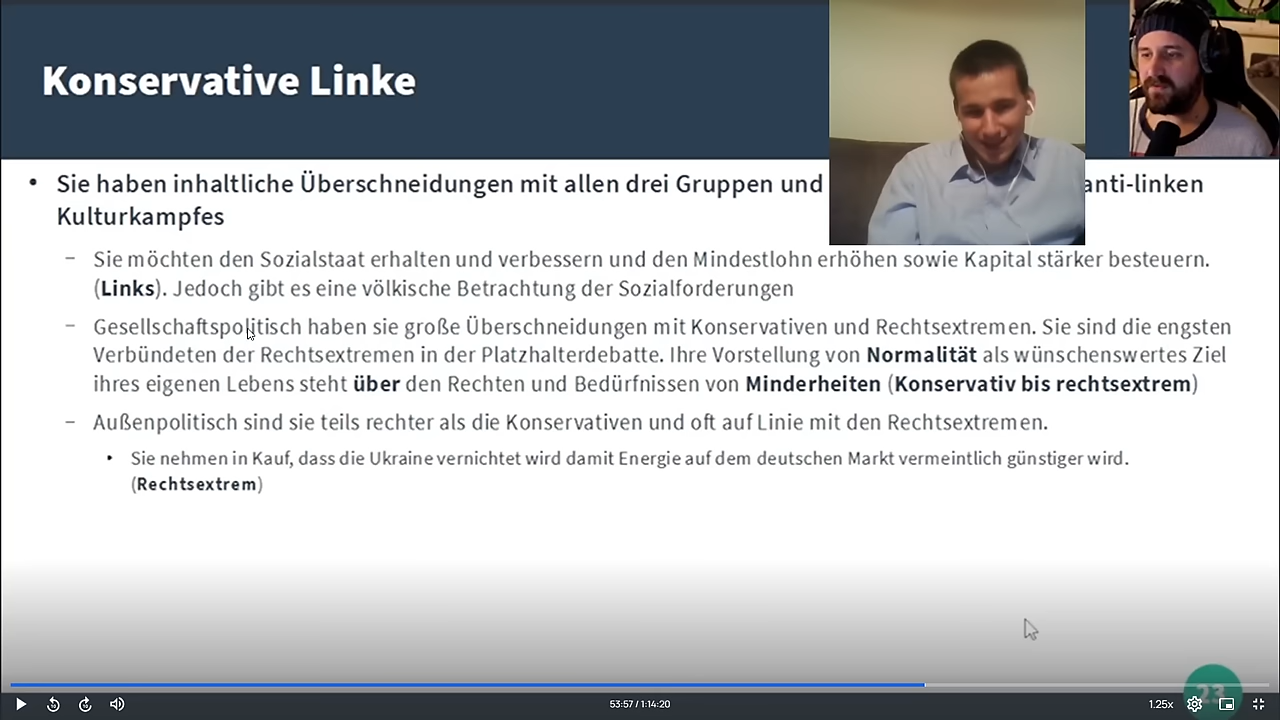 Konservative Linke
• Sie haben inhaltliche Überschneidungen mit allen drei Gruppen und anti-linken
Kulturkampfes
– Sie möchten den Sozialstaat erhalten und verbessern und den Mindestlohn erhöhen sowie Kapital stärker besteuern.
(Links). Jedoch gibt es eine völkische Betrachtung der Sozialforderungen
– Gesellschaftspolitisch haben sie große Überschneidungen mit Konservativen und Rechtsextremen. Sie sind die engsten
Verbündeten der Rechtsextremen in der Platzhalterdebatte. Ihre Vorstellung von Normalität als wünschenswertes Ziel
ihres eigenen Lebens steht über den Rechten und Bedürfnissen von Minderheiten (Konservativ bis rechtsextrem)
– Außenpolitisch sind sie teils rechter als die Konservativen und oft auf Linie mit den Rechtsextremen.
• Sie nehmen in Kauf, dass die Ukraine vernichtet wird damit Energie auf dem deutschen Markt vermeintlich günstiger wird.
(Rechtsextrem)
23
53:57 / 1:14:20
1.25x